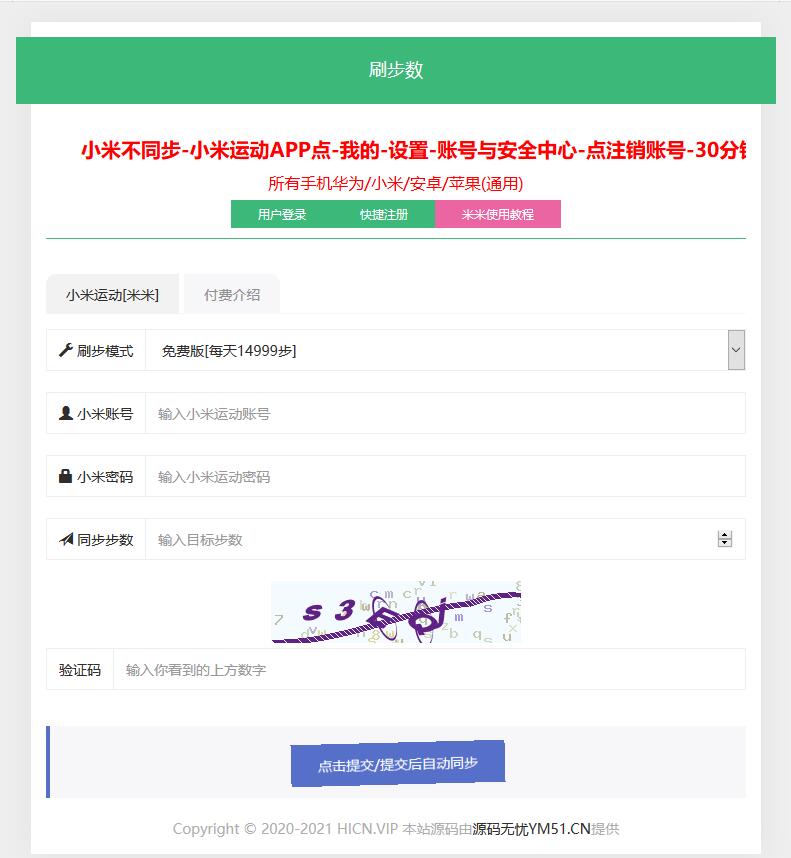 刷步数
小米不同步-小米运动APP点-我的-设置-账号与安全中心-点注销账号-30分钟
所有手机华为/小米/安卓/苹果(通用)
用户登录 快捷注册 米米使用教程
小米运动[米米] 付费介绍
刷步模式 免费版[每天14999步]
小米账号 输入小米运动账号
小米密码 输入小米运动密码
同步步数 输入目标步数
验证码 输入你看到的上方数字
点击提交/提交后自动同步
Copyright © 2020-2021 HICN.VIP 本站源码由源码无忧YM51.CN提供